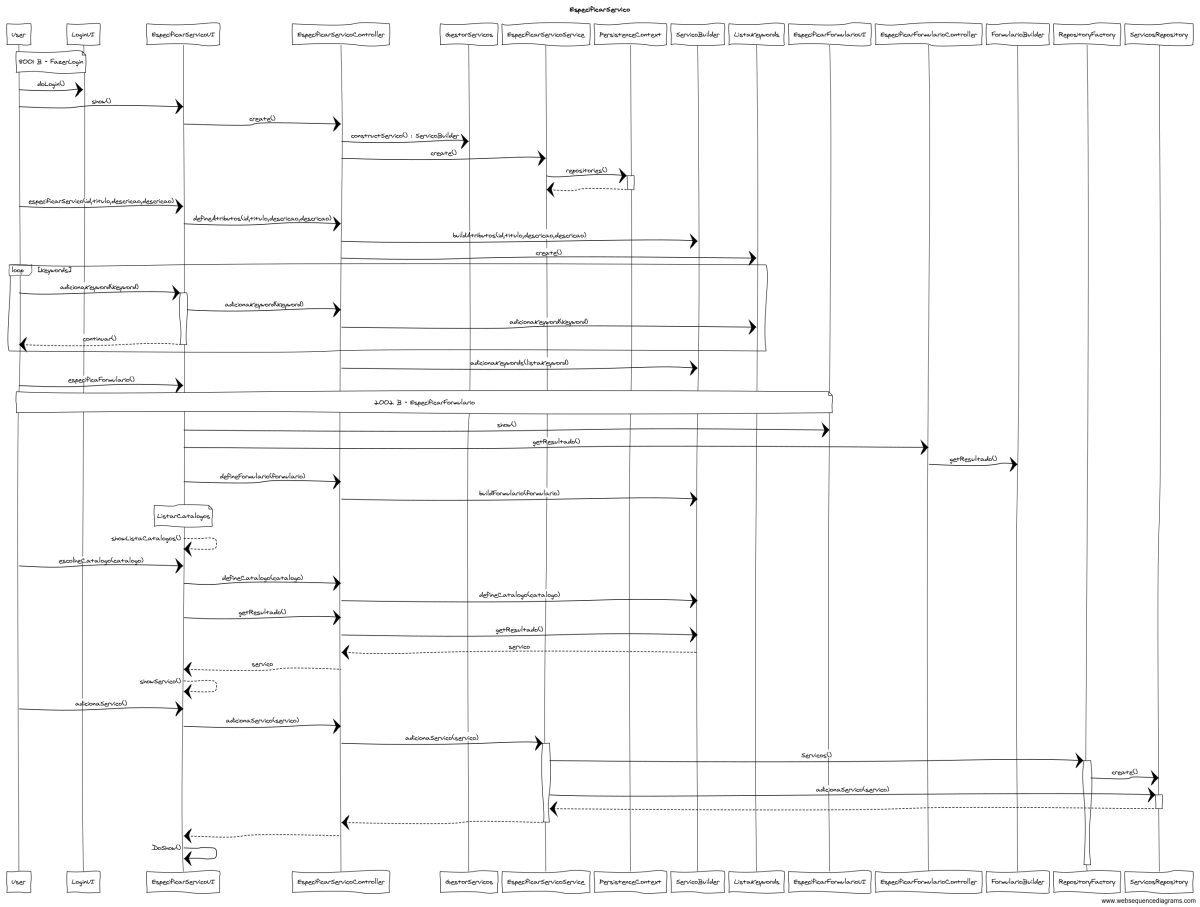 EspecificarServico
User LoginUI EspecificarServicoUI EspecificarServicoController GestorServicos EspecificarServicoService PersistenceContext ServicoBuilder ListaKeywords EspecificarFormularioUI EspecificarFormularioController FormularioBuilder RepositoryFactory ServicosRepository
8001 B - FazerLogin
doLogin()
show()
create()
constructServico() : ServicoBuilder
create()
repositories()
especificarServico(id,titulo,descricao,descricao)
defineAtributos(id,titulo,descricao,descricao)
buildAtributos(id,titulo,descricao,descricao)
create()
loop [Keywords]
adicionaKeyword(Keyword)
adicionaKeyword(Keyword)
adicionaKeyword(Keyword)
continuar()
adicionaKeywords(listaKeyword)
especificaFormulario()
2002 B - EspecificarFormulario
show()
getResultado()
getResultado()
defineFormulario(formulario)
buildFormulario(formulario)
ListarCatalogos
showListaCatalogos()
escolheCatalogo(catalogo)
defineCatalogo(catalogo)
defineCatalogo(catalogo)
getResultado()
getResultado()
servico
servico
showServico()
adicionaServico()
adicionaServico(servico)
adicionaServico(servico)
Servicos()
create()
adicionaServico(servico)
DoShow()
User LoginUI EspecificarServicoUI EspecificarServicoController GestorServicos EspecificarServicoService PersistenceContext ServicoBuilder ListaKeywords EspecificarFormularioUI EspecificarFormularioController FormularioBuilder RepositoryFactory ServicosRepository
www.websequencediagrams.com